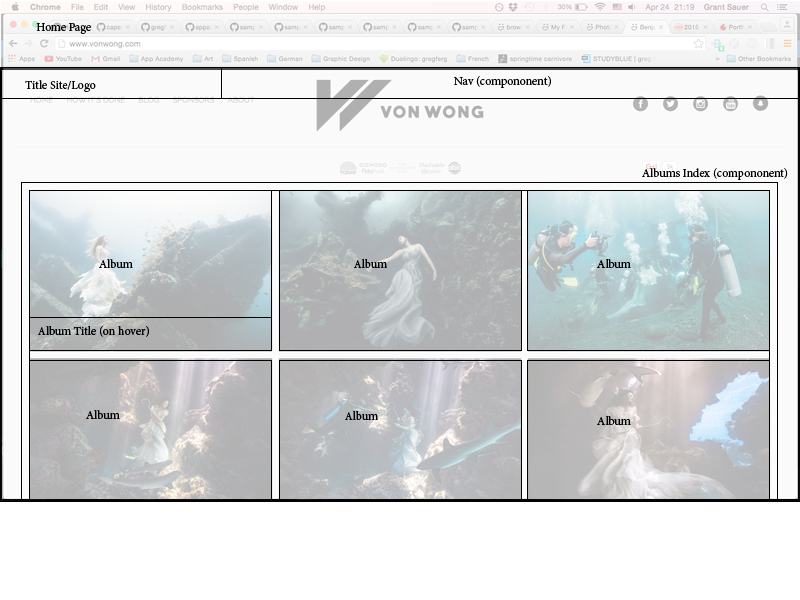 Chrome File Edit View History Bookmarks People Window Help 30% Apr 24 21:19 Grant Sauer
Home Page
www.vonwong.com
Apps YouTube Gmail App Academy Art Spanish German Graphic Design Duolingo: gregferg springtime carnivore STUDYBLUE | greg Other Bookmarks
Title Site/Logo
Nav (compononent)
HOME HOW IT'S DONE BLOG SPONSORS ABOUT
VON WONG
Albums Index (compononent)
Album
Album
Album
Album Title (on hover)
Album
Album
Album